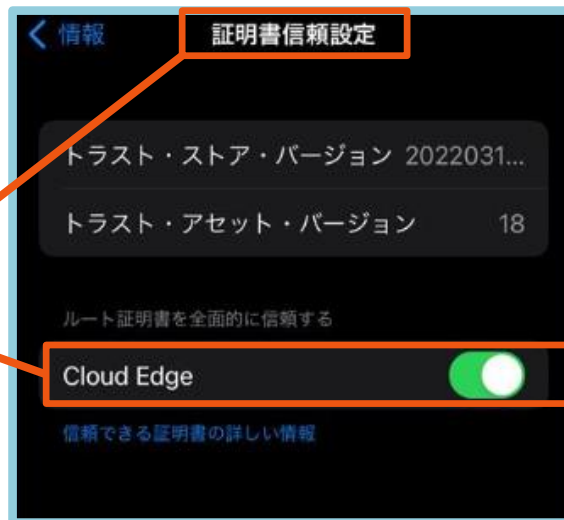 情報
証明書信頼設定
トラスト・ストア・バージョン 2022031...
トラスト・アセット・バージョン 18
ルート証明書を全面的に信頼する
Cloud Edge
信頼できる証明書の詳しい情報